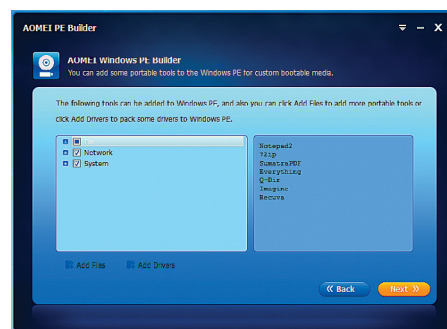 AOMEI PE Builder
AOMEI Windows PE Builder
You can add some portable tools to the Windows PE for custom bootable media.
The following tools can be added to Windows PE, and also you can click Add Files to add more portable tools or
click Add Drivers to pack some drivers to Windows PE.
Network
System
Notepad2
7zip
SumatraPDF
Everything
Q-Dir
Imagine
Recuva
Add Files
Add Drivers
« Back
Next »